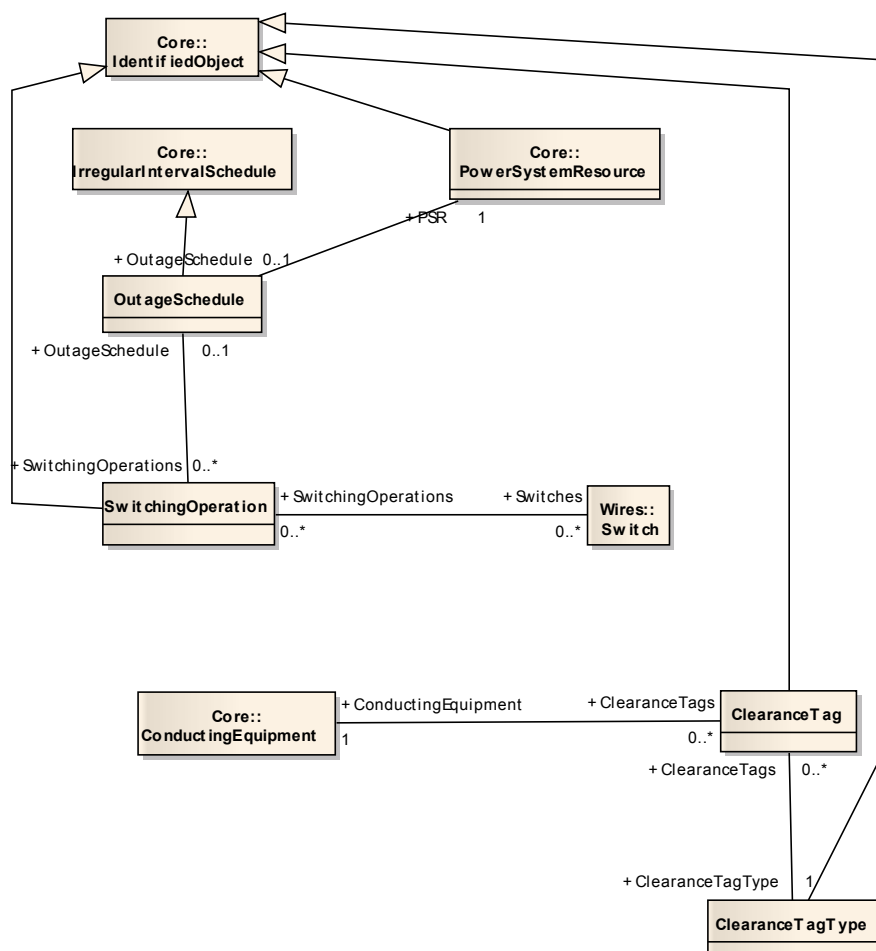 Core::
IdentifiedObject
Core::
IrregularIntervalSchedule
Core::
PowerSystemResource
+ PSR 1
+ OutageSchedule 0..1
OutageSchedule
+ OutageSchedule 0..1
+ SwitchingOperations 0..*
SwitchingOperation
+ SwitchingOperations
0..*
+ Switches
0..*
Wires::
Switch
Core::
ConductingEquipment
+ ConductingEquipment
1
+ ClearanceTags
0..*
ClearanceTag
+ ClearanceTags 0..*
+ ClearanceTagType 1
ClearanceTagType